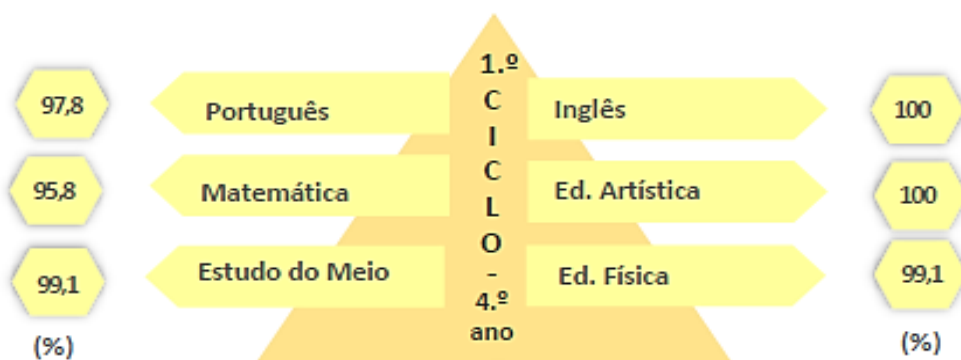 1.º
C
I
C
L
O
-
4.º
ano
97,8
Português
Inglês
100
95,8
Matemática
Ed. Artística
100
99,1
Estudo do Meio
Ed. Física
99,1
(%)
(%)